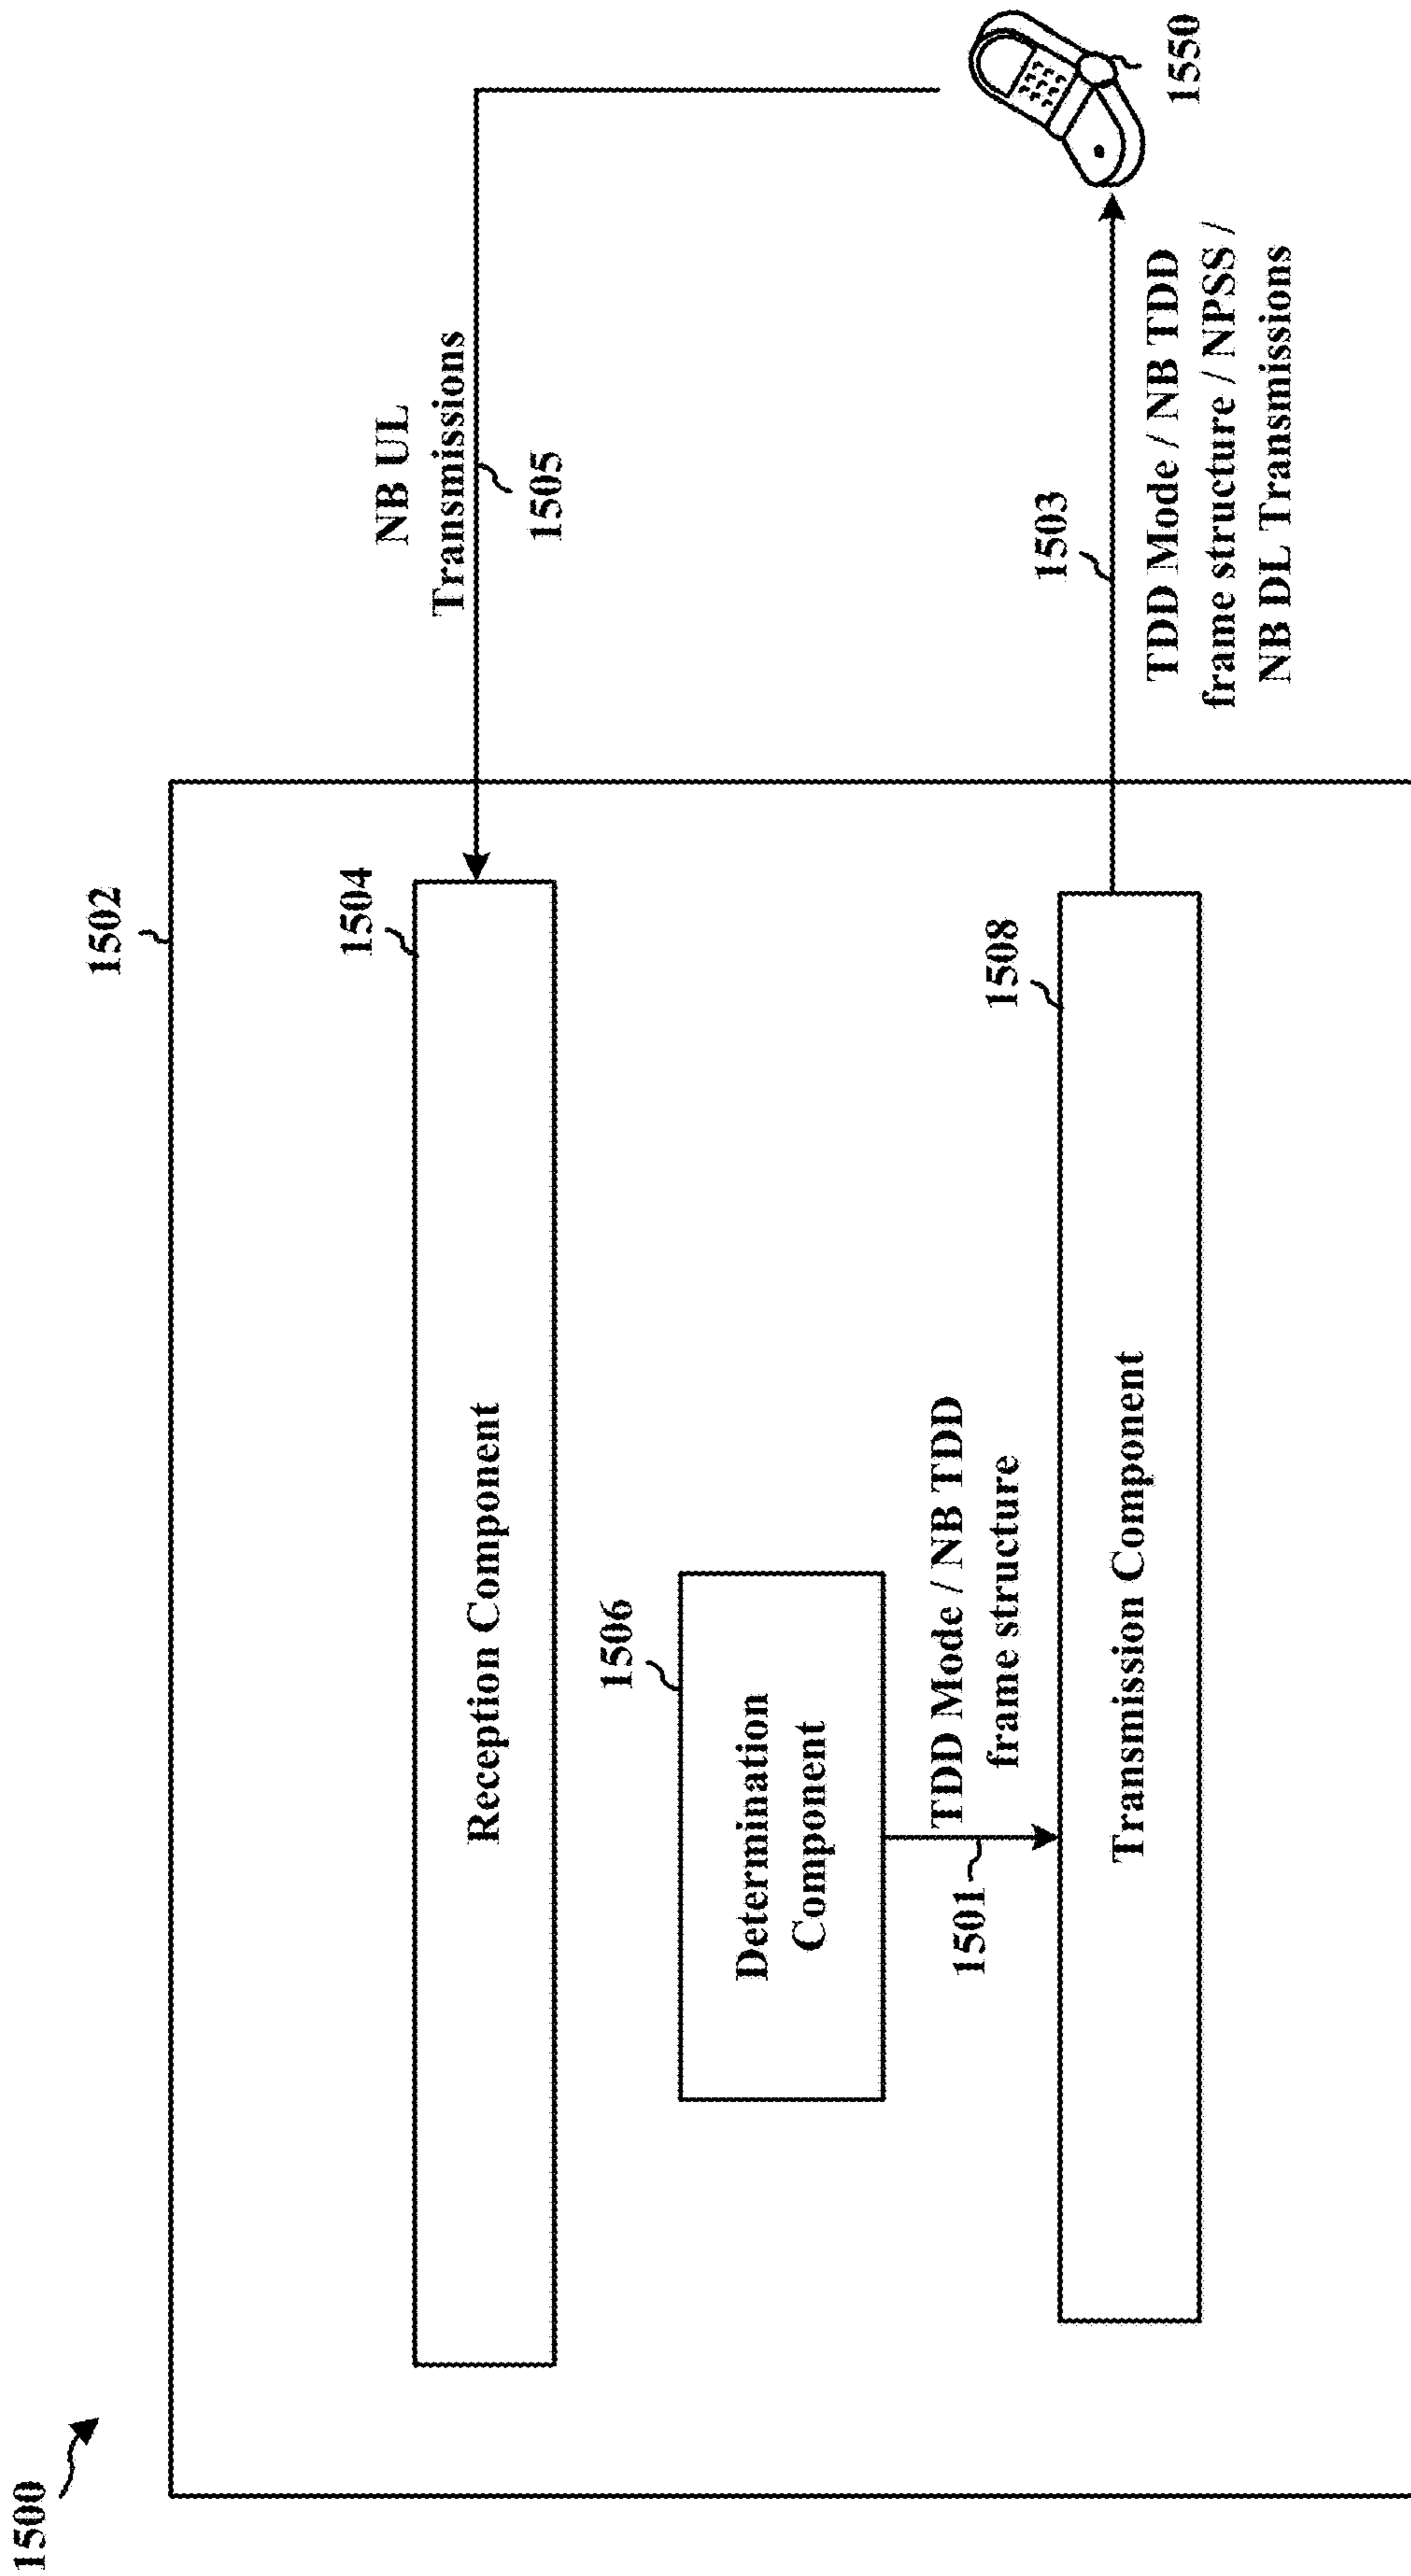 1500
1502
1504
Reception Component
NB UL
Transmissions
1505
1506
Determination
Component
1501
TDD Mode / NB TDD
frame structure
1508
Transmission Component
1503
TDD Mode / NB TDD
frame structure / NPSS /
NB DL Transmissions
1550